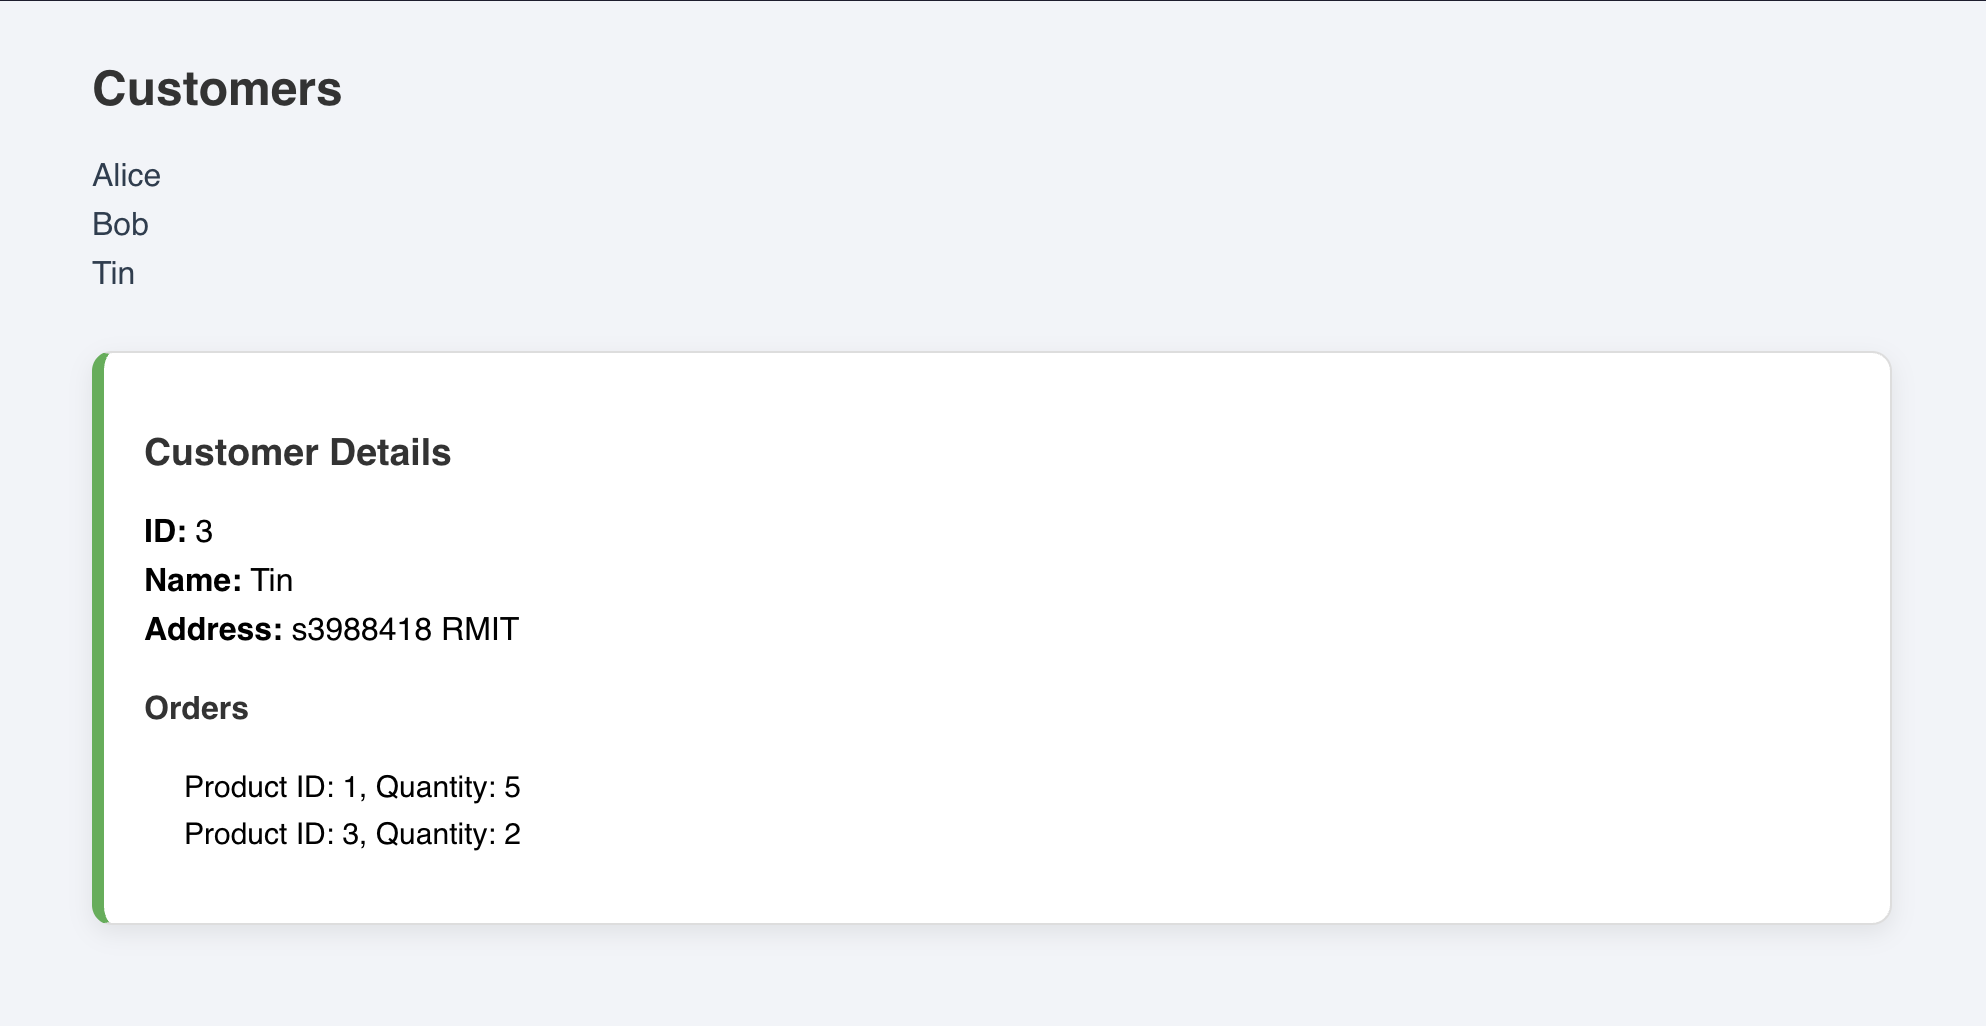 Customers
Alice
Bob
Tin
Customer Details
ID: 3
Name: Tin
Address: s3988418 RMIT
Orders
Product ID: 1, Quantity: 5
Product ID: 3, Quantity: 2